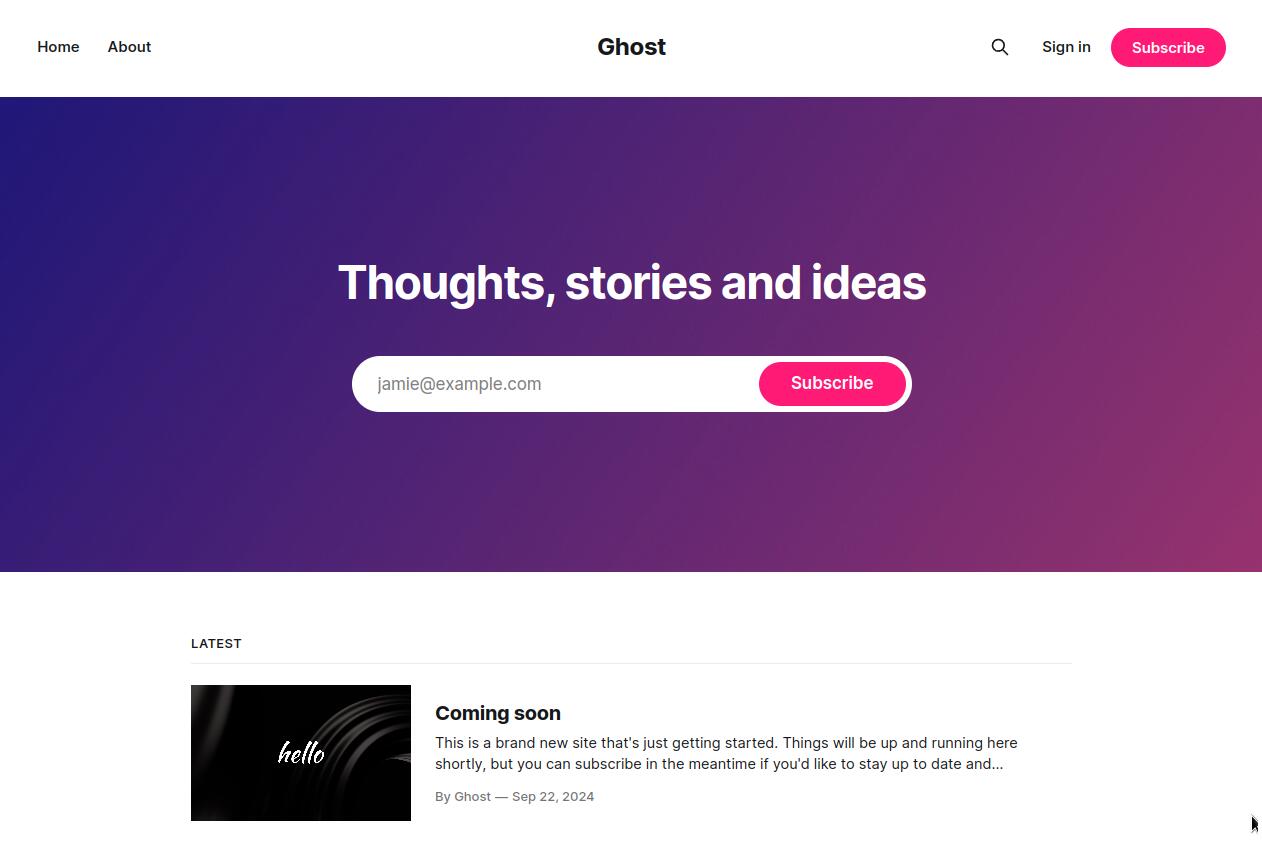 Home About Ghost Sign in Subscribe
Thoughts, stories and ideas
jamie@example.com Subscribe
LATEST
hello
Coming soon
This is a brand new site that's just getting started. Things will be up and running here
shortly, but you can subscribe in the meantime if you'd like to stay up to date and...
By Ghost — Sep 22, 2024